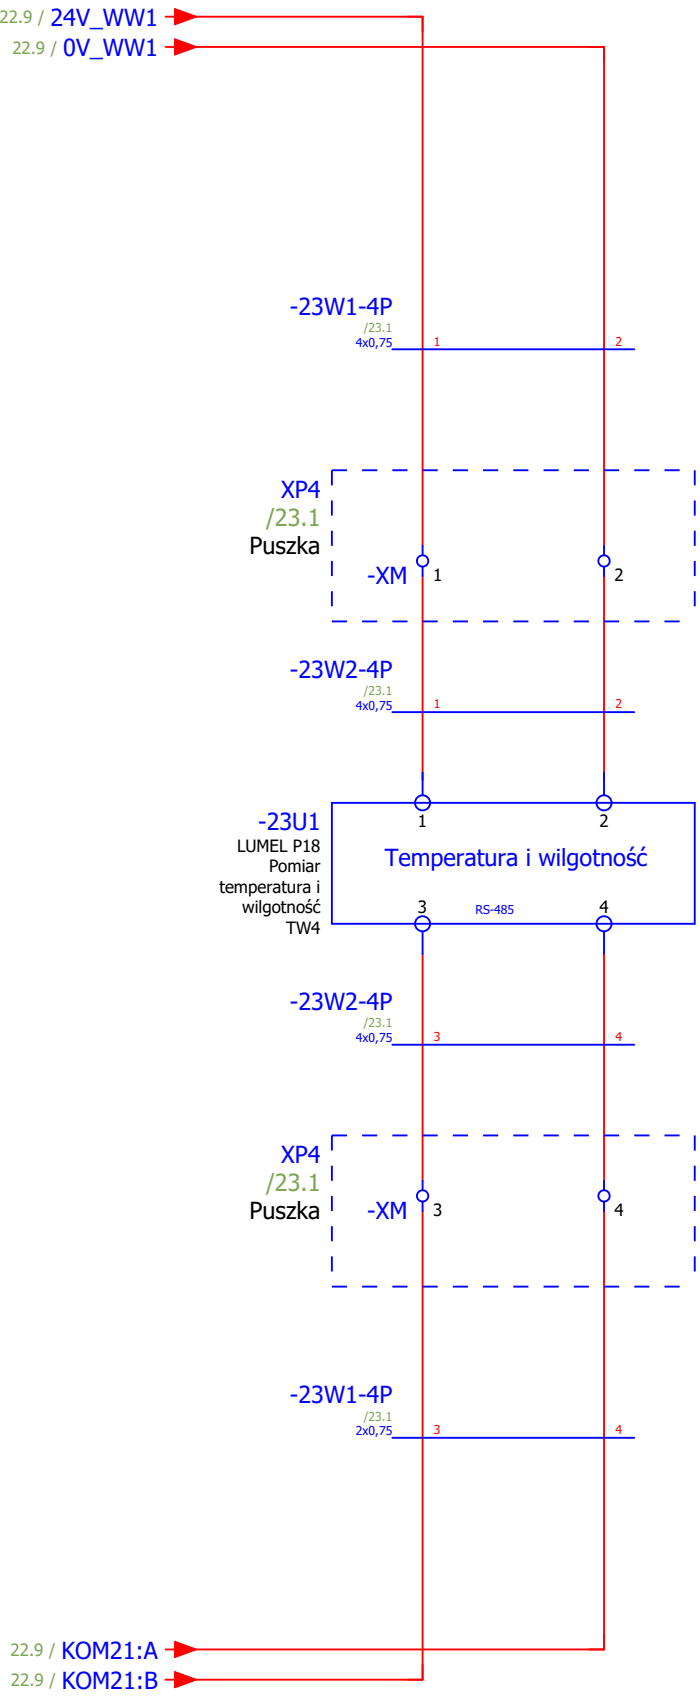 22.9 / 24V_WW1
22.9 / 0V_WW1
-23W1-4P
/23.1
4x0,75
1
2
XP4
/23.1
Puszka
-XM
1
2
-23W2-4P
/23.1
4x0,75
1
2
-23U1
LUMEL P18
Pomiar
temperatura i
wilgotność
TW4
1
2
Temperatura i wilgotność
3
RS-485
4
-23W2-4P
/23.1
4x0,75
3
4
XP4
/23.1
Puszka
-XM
3
4
-23W1-4P
/23.1
2x0,75
3
4
22.9 / KOM21:A
22.9 / KOM21:B